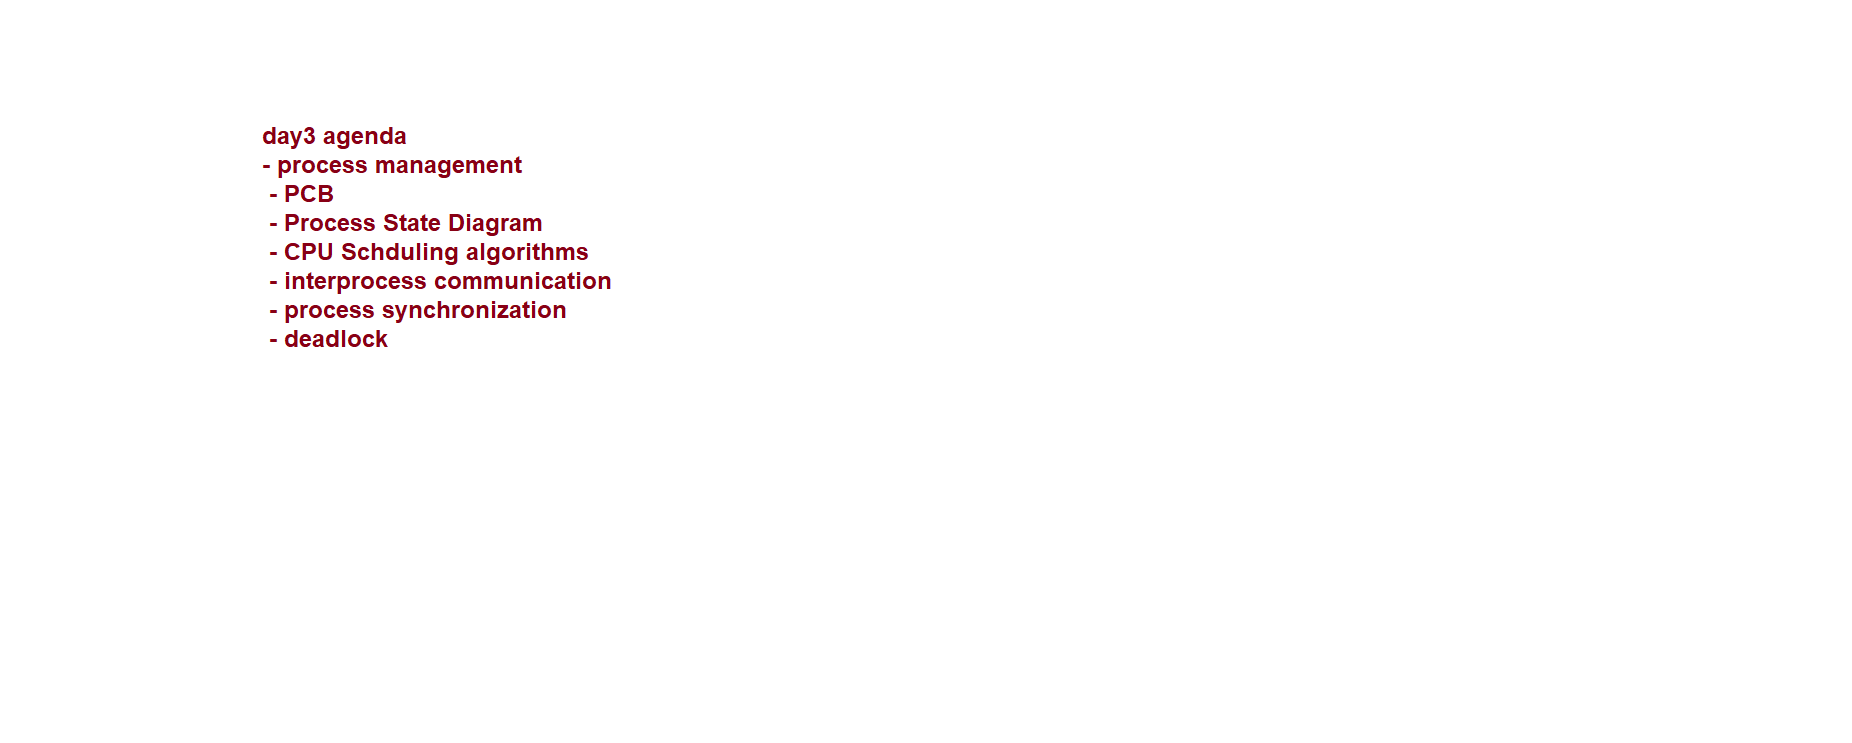 day3 agenda
- process management
- PCB
- Process State Diagram
- CPU Schduling algorithms
- interprocess communication
- process synchronization
- deadlock